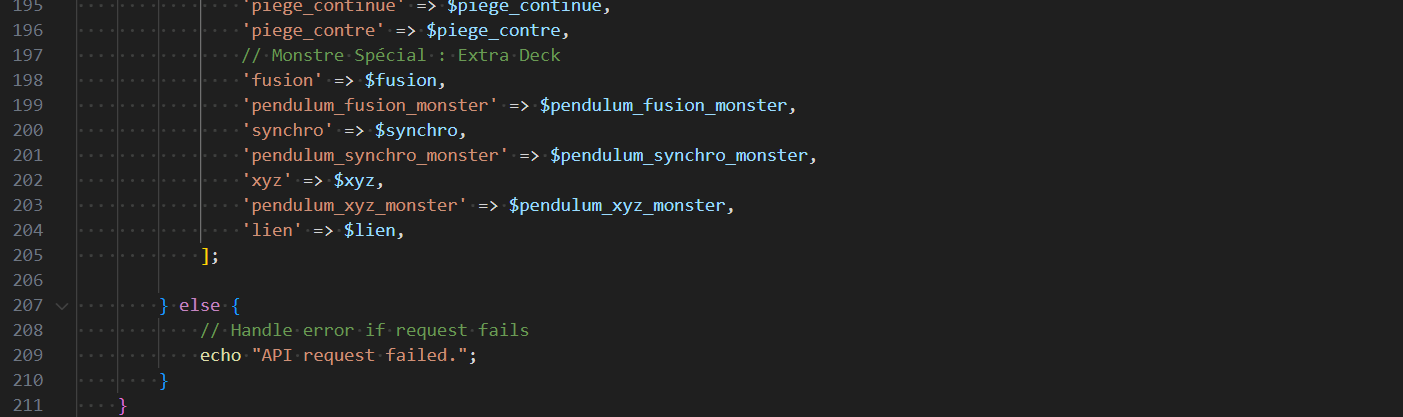 195 'piege_continue' => $piege_continue,
196 'piege_contre' => $piege_contre,
197 // Monstre Spécial : Extra Deck
198 'fusion' => $fusion,
199 'pendulum_fusion_monster' => $pendulum_fusion_monster,
200 'synchro' => $synchro,
201 'pendulum_synchro_monster' => $pendulum_synchro_monster,
202 'xyz' => $xyz,
203 'pendulum_xyz_monster' => $pendulum_xyz_monster,
204 'lien' => $lien,
205 ];
206
207 } else {
208 // Handle error if request fails
209 echo "API request failed.";
210 }
211 }